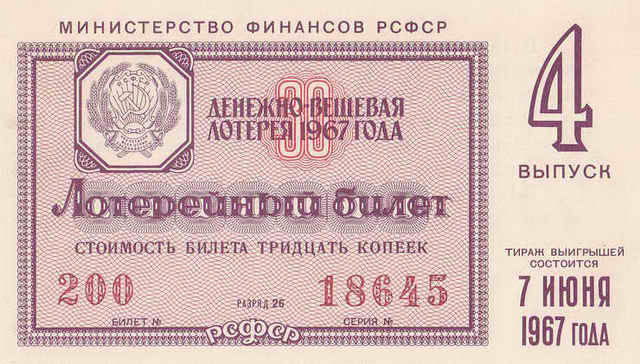 МИНИСТЕРСТВО ФИНАНСОВ РСФСР
ДЕНЕЖНО-ВЕЩЕВАЯ
ЛОТЕРЕЯ 1967 ГОДА
Лотерейный билет
СТОИМОСТЬ БИЛЕТА ТРИДЦАТЬ КОПЕЕК
200
РАЗРЯД 26
18645
БИЛЕТ №
СЕРИЯ №
РСФСР
4
ВЫПУСК
ТИРАЖ ВЫИГРЫШЕЙ
СОСТОИТСЯ
7 ИЮНЯ
1967 ГОДА